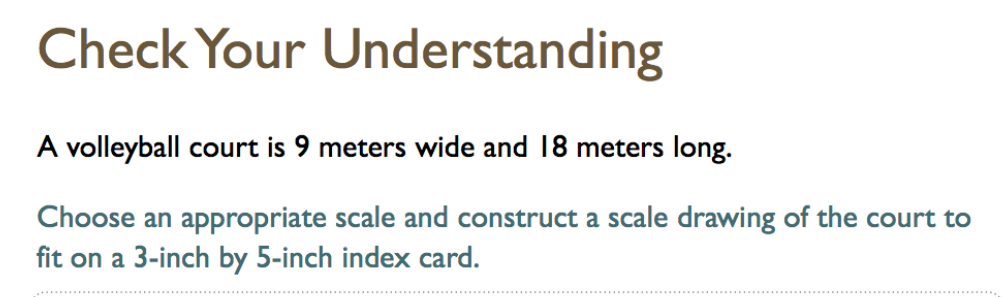 Check Your Understanding
A volleyball court is 9 meters wide and 18 meters long.
Choose an appropriate scale and construct a scale drawing of the court to
fit on a 3-inch by 5-inch index card.